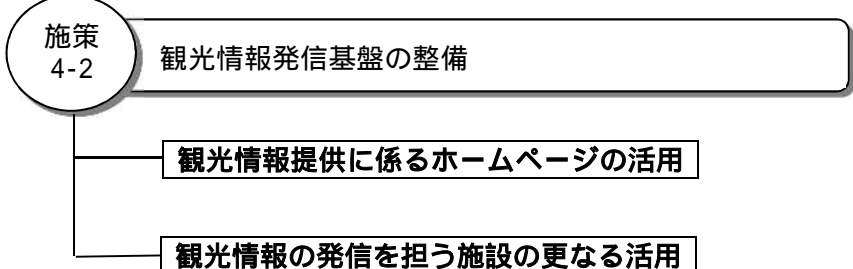 施策
4-2
観光情報発信基盤の整備
観光情報提供に係るホームページの活用
観光情報の発信を担う施設の更なる活用